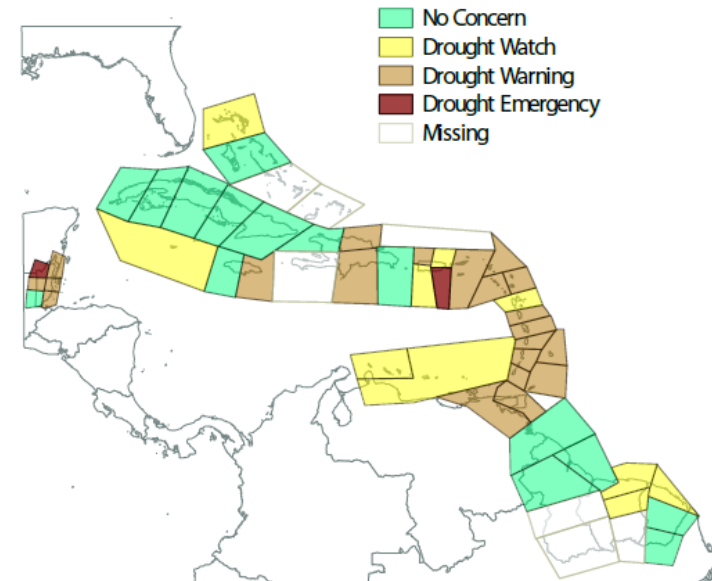 No Concern
Drought Watch
Drought Warning
Drought Emergency
Missing